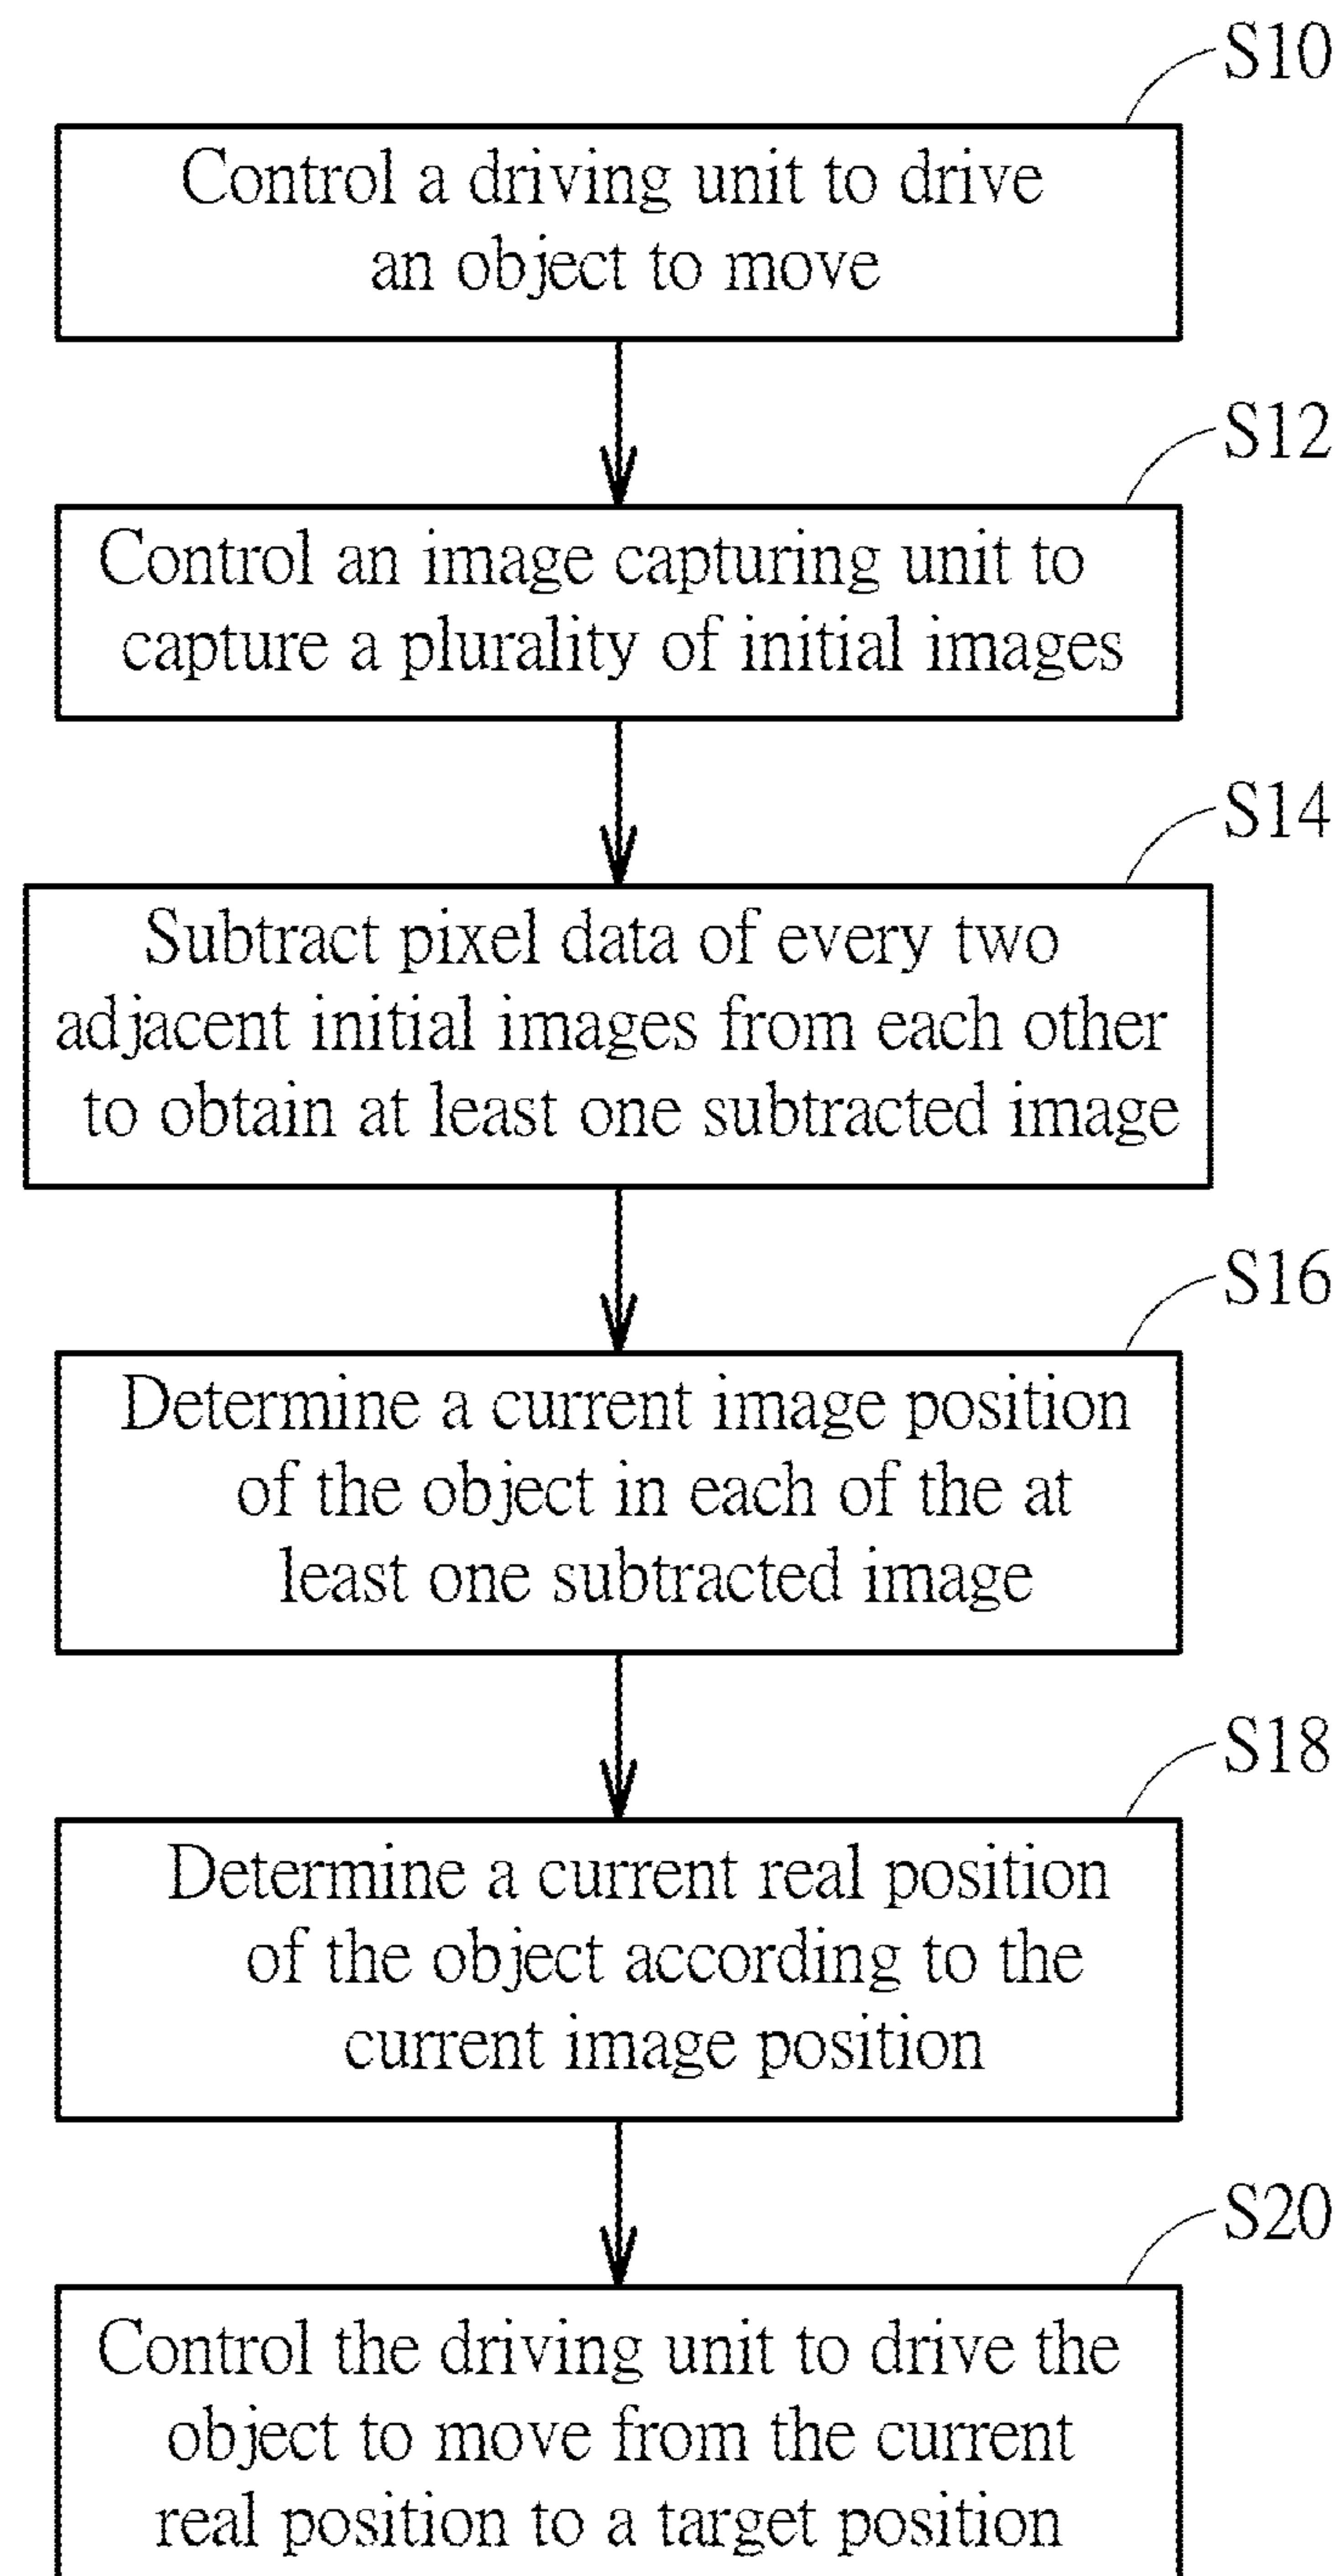 S10
Control a driving unit to drive
an object to move
S12
Control an image capturing unit to
capture a plurality of initial images
S14
Subtract pixel data of every two
adjacent initial images from each other
to obtain at least one subtracted image
S16
Determine a current image position
of the object in each of the at
least one subtracted image
S18
Determine a current real position
of the object according to the
current image position
S20
Control the driving unit to drive the
object to move from the current
real position to a target position